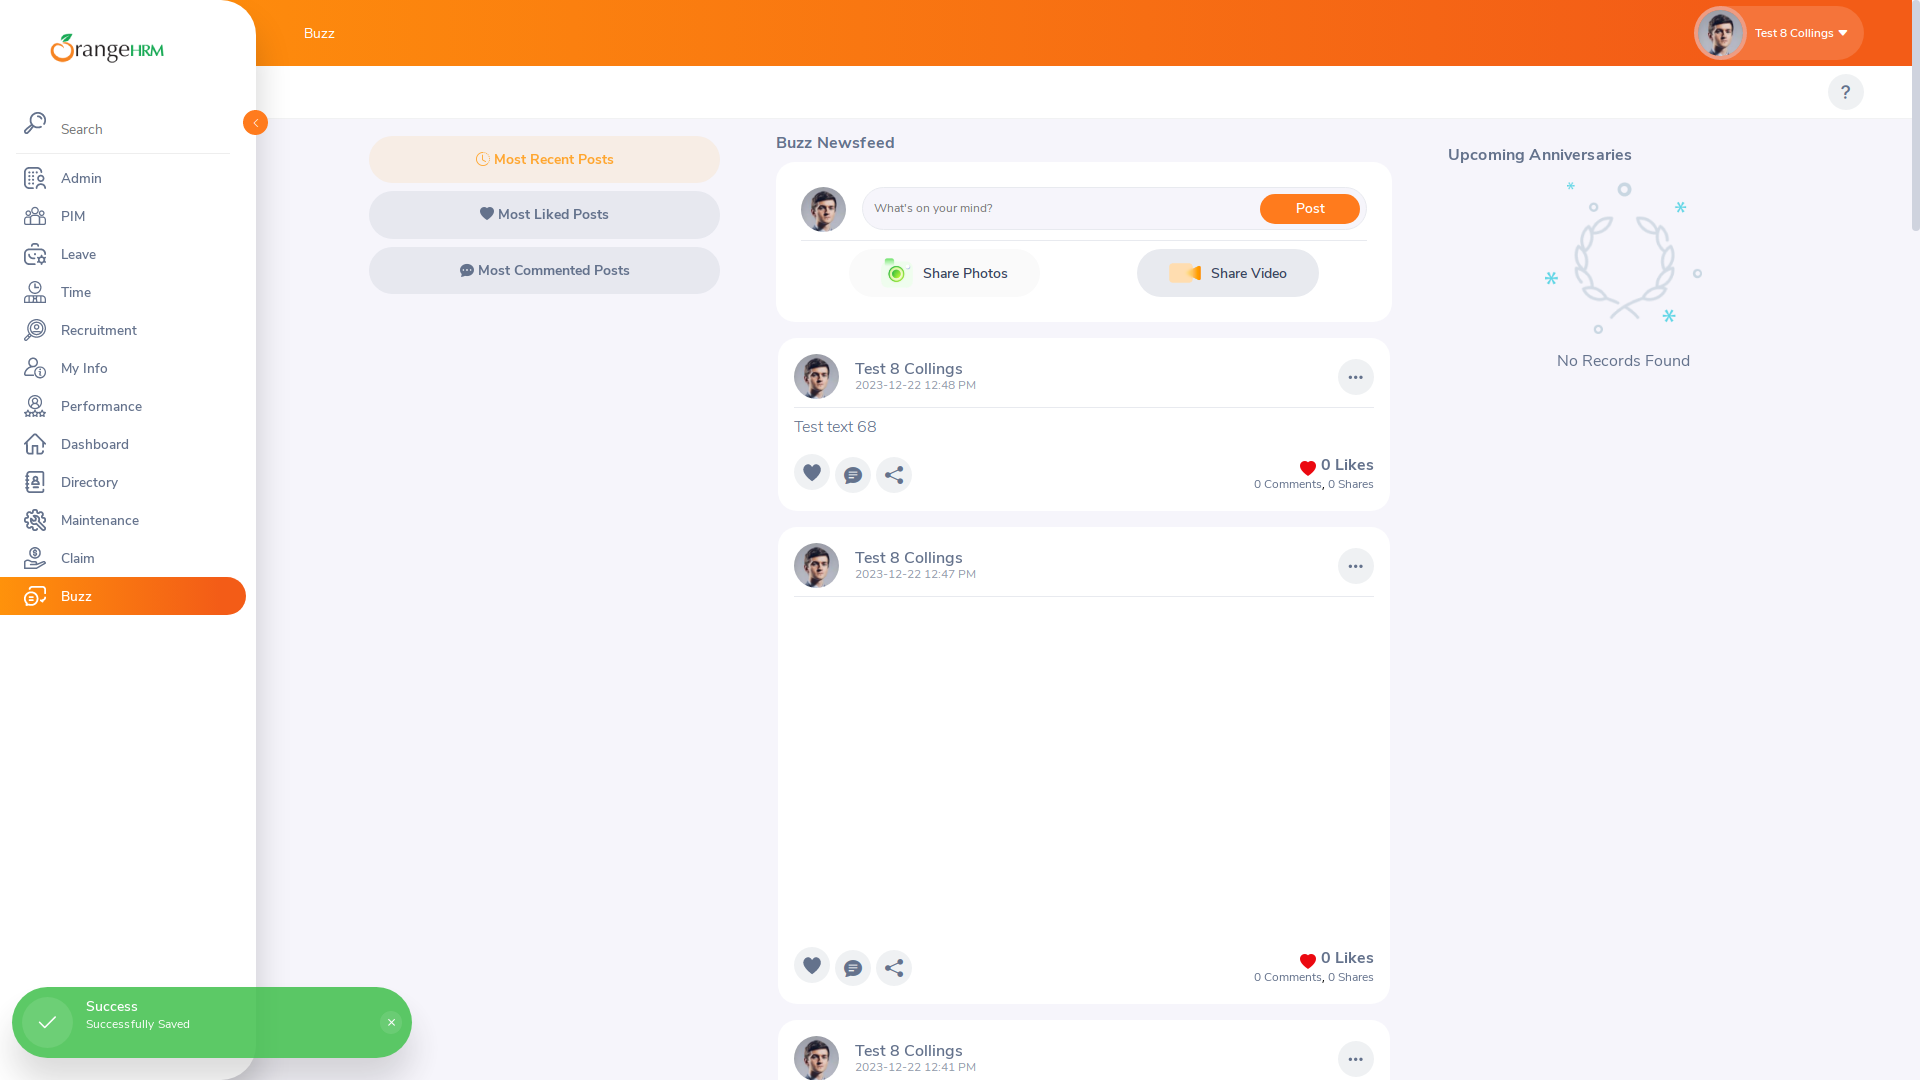 OrangeHRM
Search
Admin
PIM
Leave
Time
Recruitment
My Info
Performance
Dashboard
Directory
Maintenance
Claim
Buzz
Buzz
Test 8 Collings
?
Most Recent Posts
Most Liked Posts
Most Commented Posts
Buzz Newsfeed
What's on your mind?
Post
Share Photos
Share Video
Test 8 Collings
2023-12-22 12:48 PM
Test text 68
0 Likes
0 Comments, 0 Shares
Test 8 Collings
2023-12-22 12:47 PM
0 Likes
0 Comments, 0 Shares
Test 8 Collings
2023-12-22 12:41 PM
Upcoming Anniversaries
No Records Found
Success
Successfully Saved